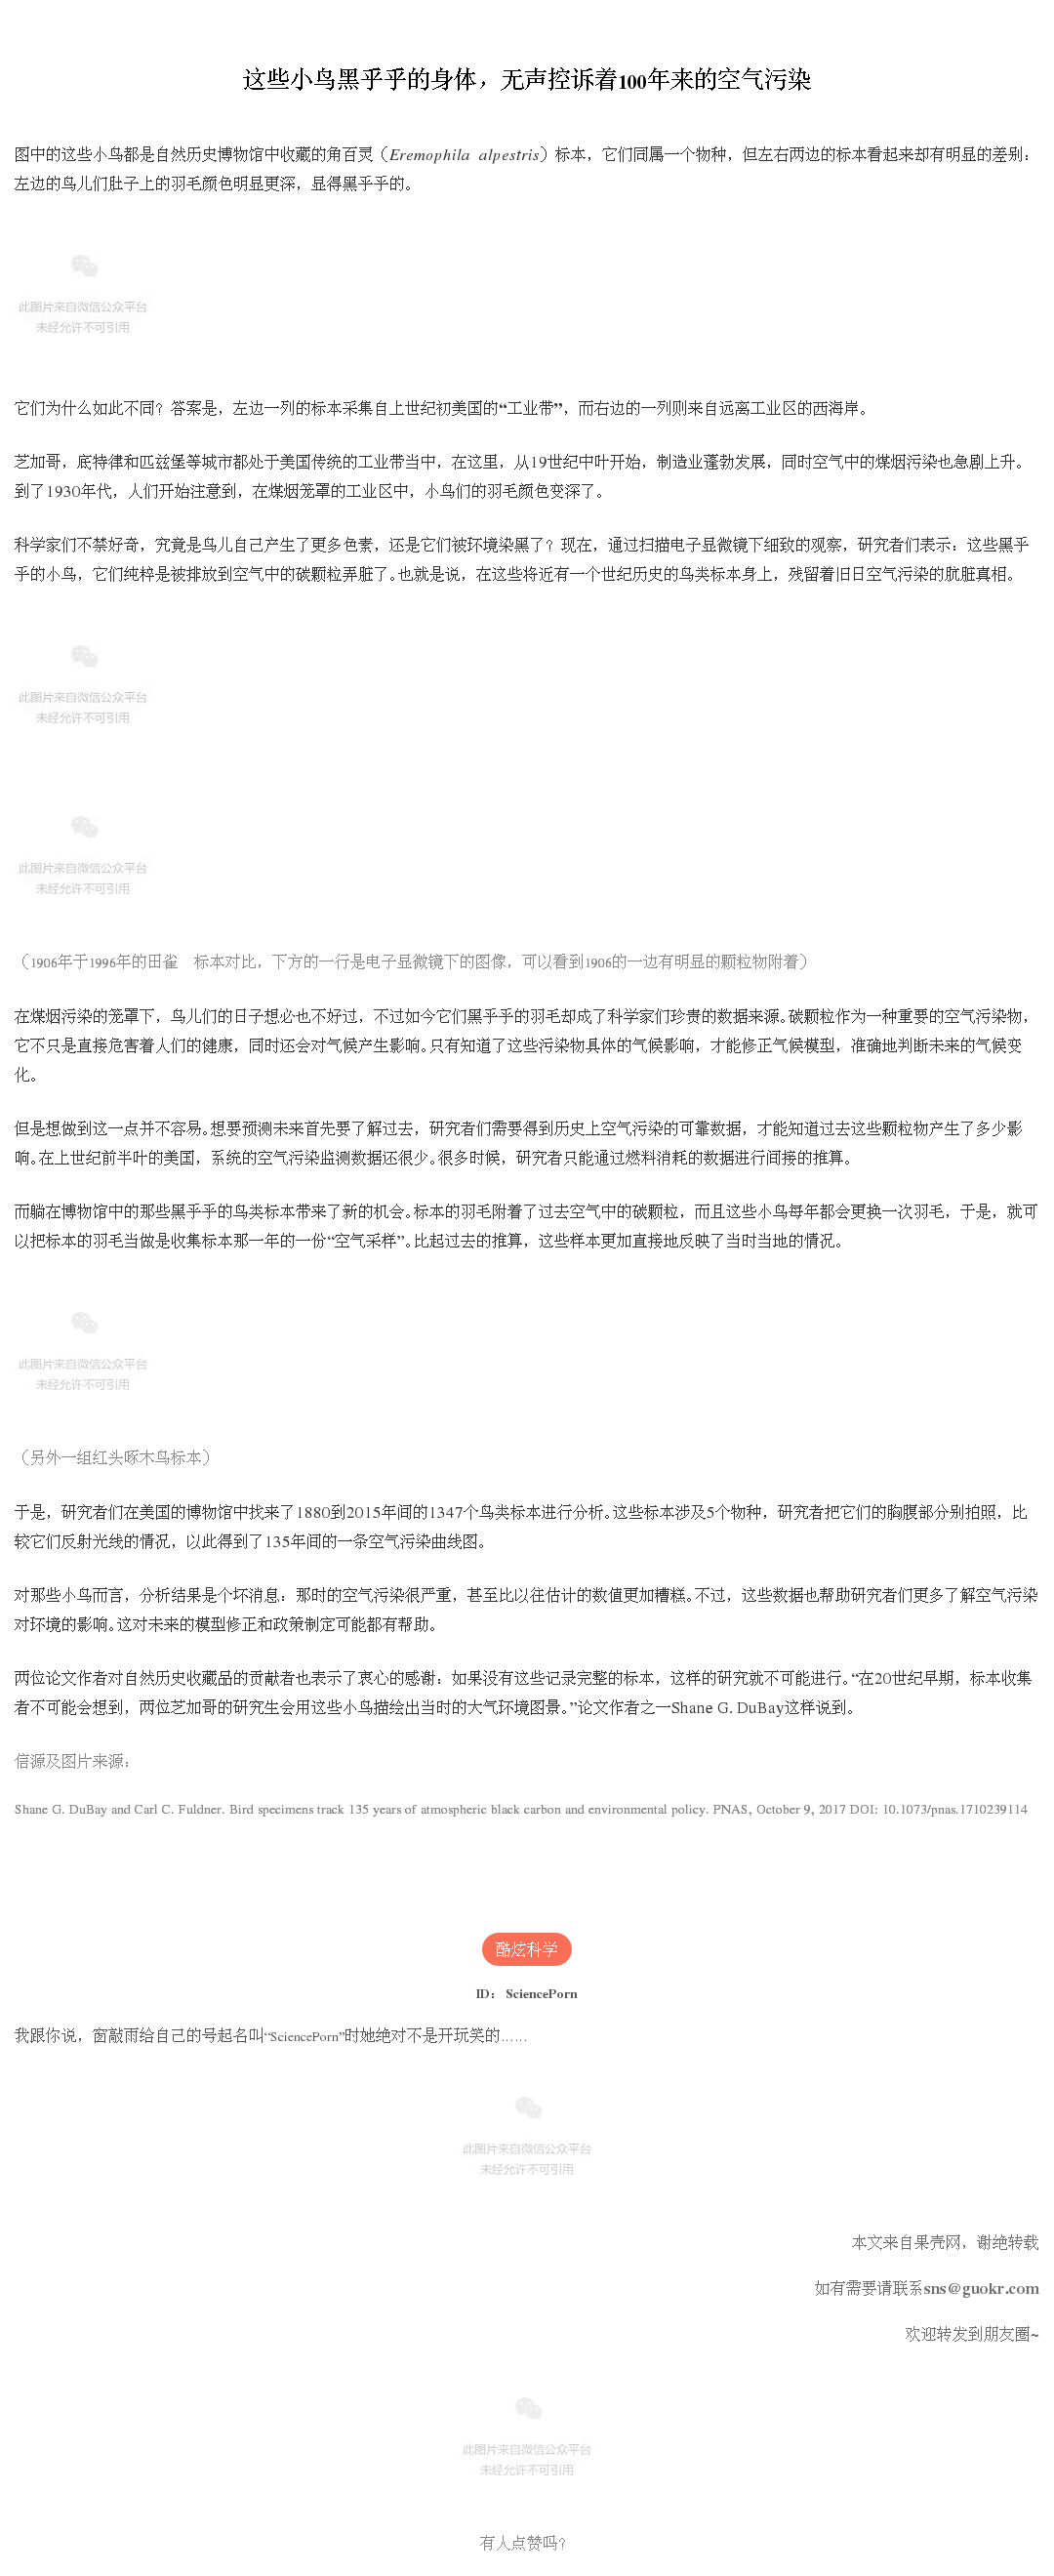 这些小鸟黑乎乎的身体，无声控诉着100年来的空气污染
图中的这些小鸟都是自然历史博物馆中收藏的角百灵（Eremophila alpestris）标本，它们同属一个物种，但左右两边的标本看起来却有明显的差别：
左边的鸟儿们肚子上的羽毛颜色明显更深，显得黑乎乎的。
此图片来自微信公众平台
未经允许不可引用
它们为什么如此不同？答案是，左边一列的标本采集自上世纪初美国的“工业带”，而右边的一列则来自远离工业区的西海岸。
芝加哥，底特律和匹兹堡等城市都处于美国传统的工业带当中，在这里，从19世纪中叶开始，制造业蓬勃发展，同时空气中的煤烟污染也急剧上升。
到了1930年代，人们开始注意到，在煤烟笼罩的工业区中，小鸟们的羽毛颜色变深了。
科学家们不禁好奇，究竟是鸟儿自己产生了更多色素，还是它们被环境染黑了？现在，通过扫描电子显微镜下细致的观察，研究者们表示：这些黑乎
乎的小鸟，它们纯粹是被排放到空气中的碳颗粒弄脏了。也就是说，在这些将近有一个世纪历史的鸟类标本身上，残留着旧日空气污染的肮脏真相。
此图片来自微信公众平台
未经允许不可引用
此图片来自微信公众平台
未经允许不可引用
（1906年于1996年的田雀 标本对比，下方的一行是电子显微镜下的图像，可以看到1906的一边有明显的颗粒物附着）
在煤烟污染的笼罩下，鸟儿们的日子想必也不好过，不过如今它们黑乎乎的羽毛却成了科学家们珍贵的数据来源。碳颗粒作为一种重要的空气污染物，
它不只是直接危害着人们的健康，同时还会对气候产生影响。只有知道了这些污染物具体的气候影响，才能修正气候模型，准确地判断未来的气候变
化。
但是想做到这一点并不容易。想要预测未来首先要了解过去，研究者们需要得到历史上空气污染的可靠数据，才能知道过去这些颗粒物产生了多少影
响。在上世纪前半叶的美国，系统的空气污染监测数据还很少。很多时候，研究者只能通过燃料消耗的数据进行间接的推算。
而躺在博物馆中的那些黑乎乎的鸟类标本带来了新的机会。标本的羽毛附着了过去空气中的碳颗粒，而且这些小鸟每年都会更换一次羽毛，于是，就可
以把标本的羽毛当做是收集标本那一年的一份“空气采样”。比起过去的推算，这些样本更加直接地反映了当时当地的情况。
此图片来自微信公众平台
未经允许不可引用
（另外一组红头啄木鸟标本）
于是，研究者们在美国的博物馆中找来了1880到2015年间的1347个鸟类标本进行分析。这些标本涉及5个物种，研究者把它们的胸腹部分别拍照，比
较它们反射光线的情况，以此得到了135年间的一条空气污染曲线图。
对那些小鸟而言，分析结果是个坏消息：那时的空气污染很严重，甚至比以往估计的数值更加糟糕。不过，这些数据也帮助研究者们更多了解空气污染
对环境的影响。这对未来的模型修正和政策制定可能都有帮助。
两位论文作者对自然历史收藏品的贡献者也表示了衷心的感谢：如果没有这些记录完整的标本，这样的研究就不可能进行。“在20世纪早期，标本收集
者不可能会想到，两位芝加哥的研究生会用这些小鸟描绘出当时的大气环境图景。”论文作者之一Shane G. DuBay这样说到。
信源及图片来源：
Shane G. DuBay and Carl C. Fuldner. Bird specimens track 135 years of atmospheric black carbon and environmental policy. PNAS, October 9, 2017 DOI: 10.1073/pnas.1710239114
酷炫科学
ID： SciencePorn
我跟你说，窗敲雨给自己的号起名叫“SciencePorn”时她绝对不是开玩笑的……
此图片来自微信公众平台
未经允许不可引用
本文来自果壳网，谢绝转载
如有需要请联系sns@guokr.com
欢迎转发到朋友圈~
此图片来自微信公众平台
未经允许不可引用
有人点赞吗？